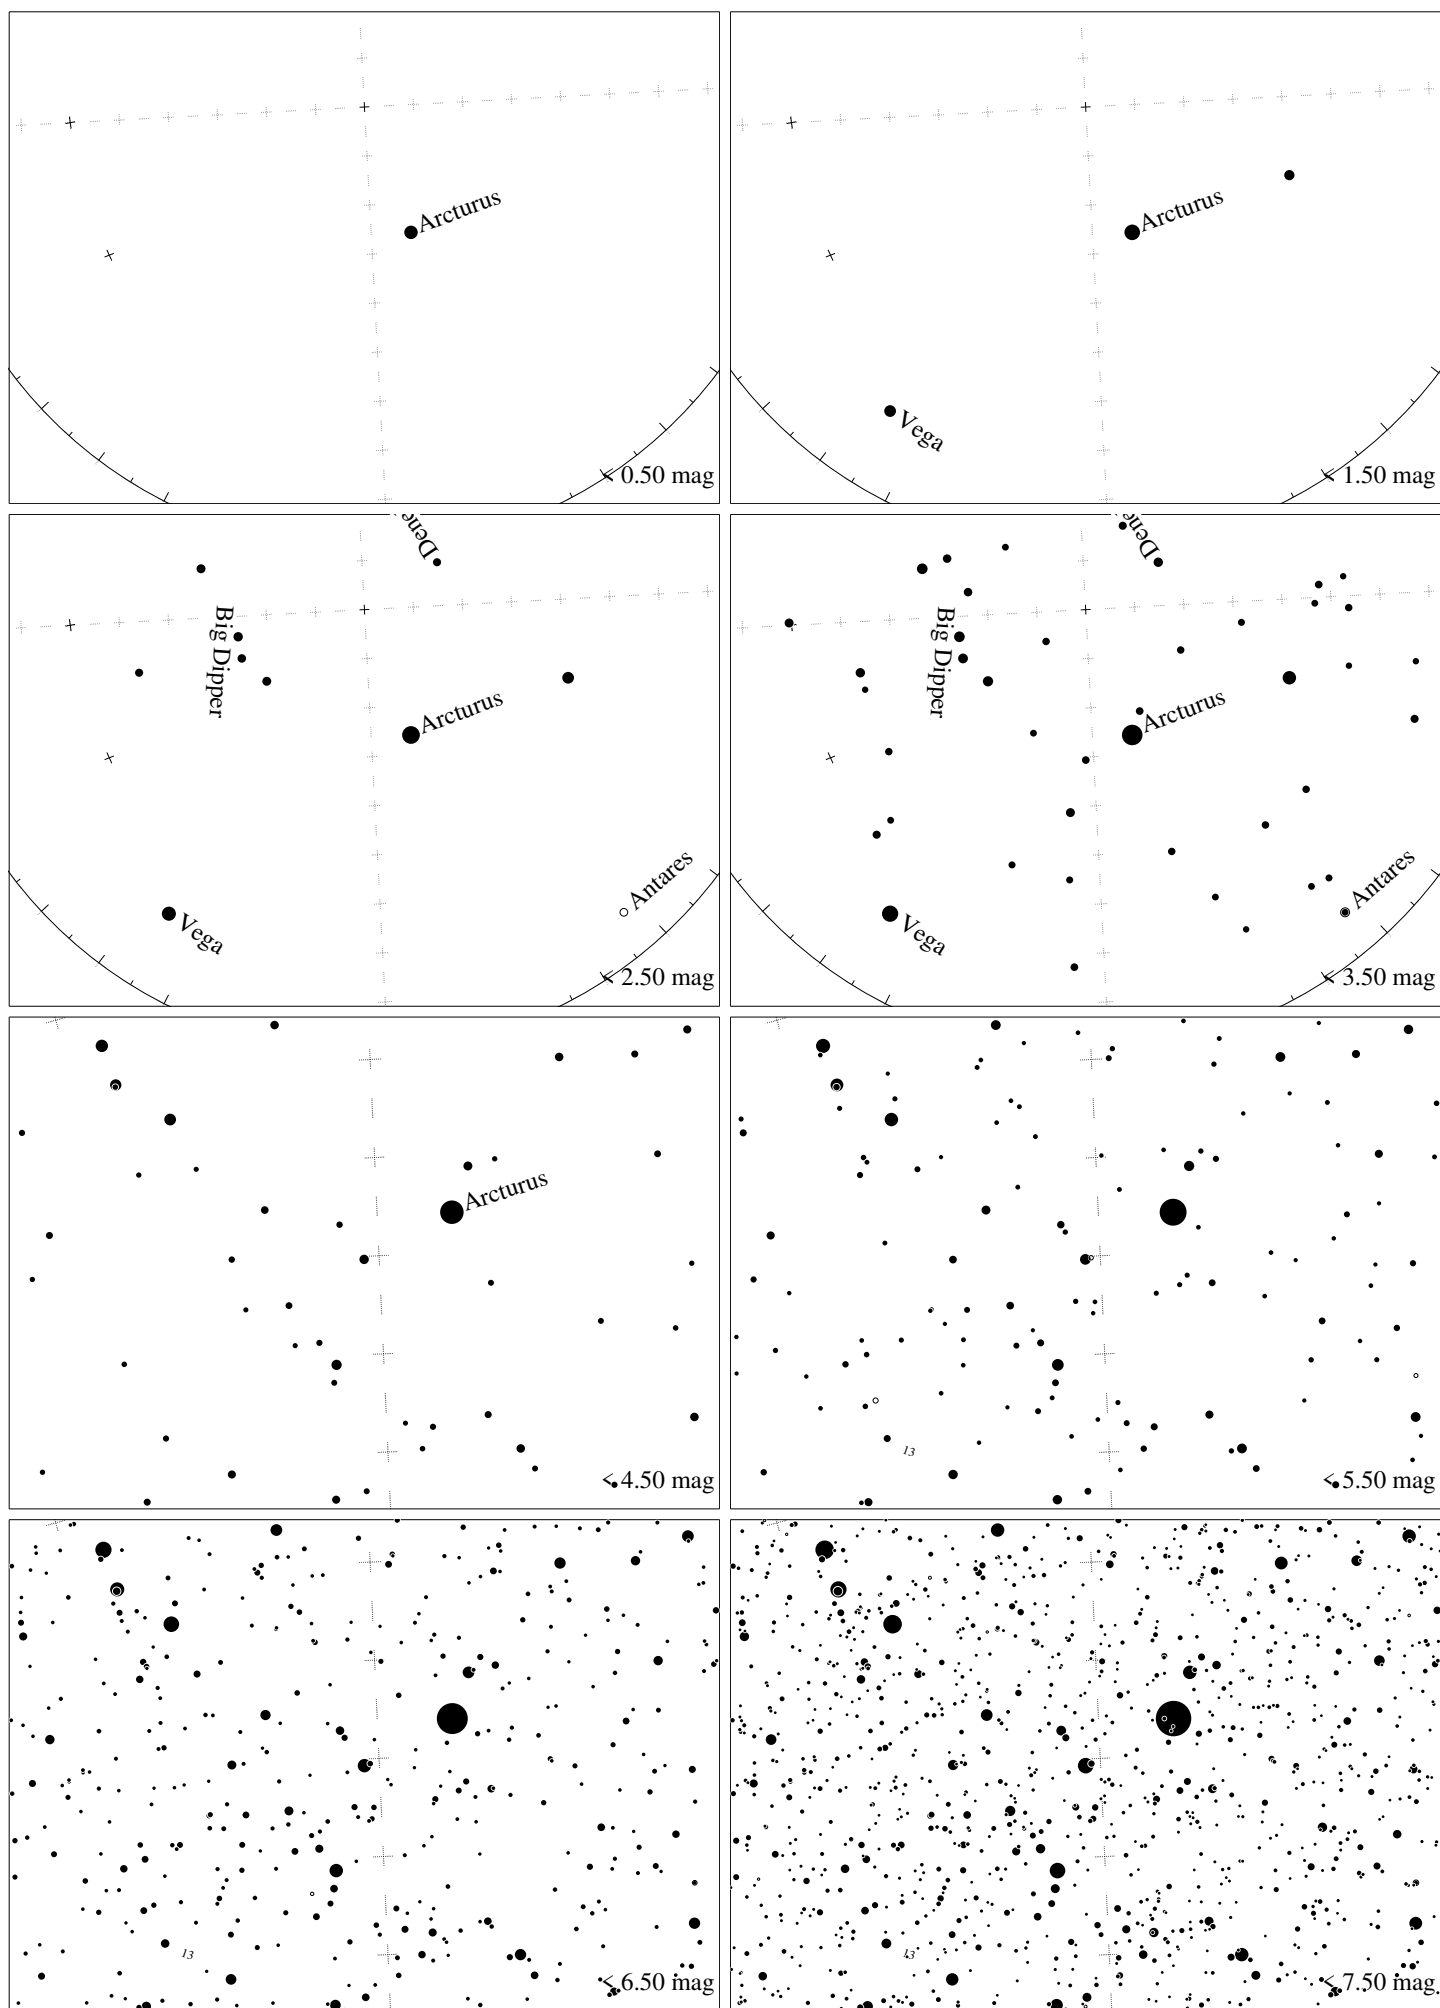 Arcturus
< 0.50 mag
Arcturus
Vega
< 1.50 mag
Dene
Big Dipper
Arcturus
Antares
Vega
< 2.50 mag
Dene
Big Dipper
Arcturus
Antares
Vega
< 3.50 mag
Arcturus
< 4.50 mag
13
< 5.50 mag
13
< 6.50 mag
13
< 7.50 mag